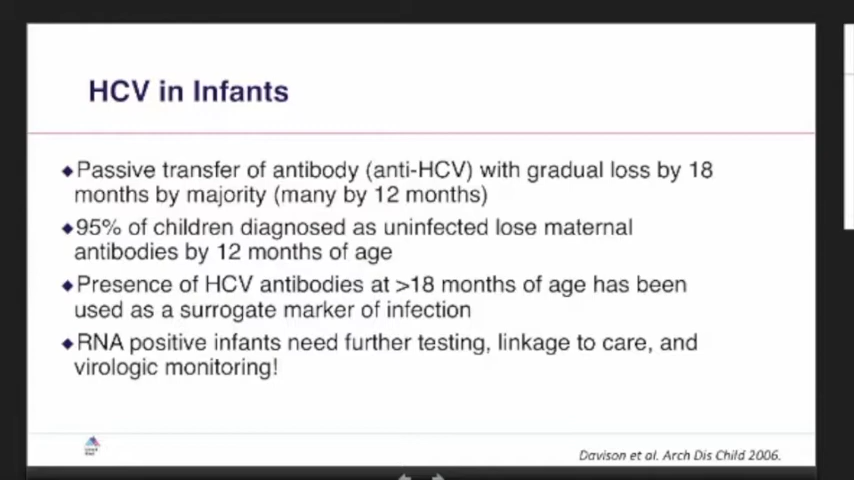 HCV in Infants
◆Passive transfer of antibody (anti-HCV) with gradual loss by 18
months by majority (many by 12 months)
◆95% of children diagnosed as uninfected lose maternal
antibodies by 12 months of age
◆Presence of HCV antibodies at >18 months of age has been
used as a surrogate marker of infection
◆RNA positive infants need further testing, linkage to care, and
virologic monitoring!
Davison et al. Arch Dis Child 2006.